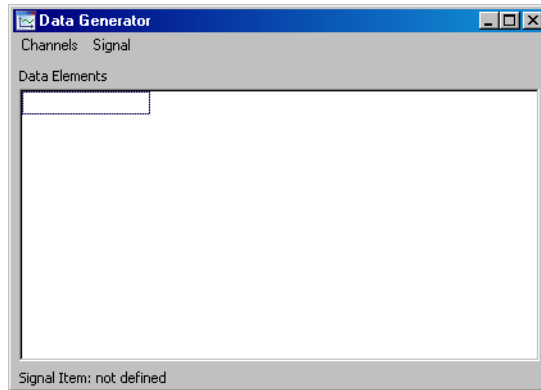 Data Generator
Channels Signal
Data Elements
Signal Item: not defined